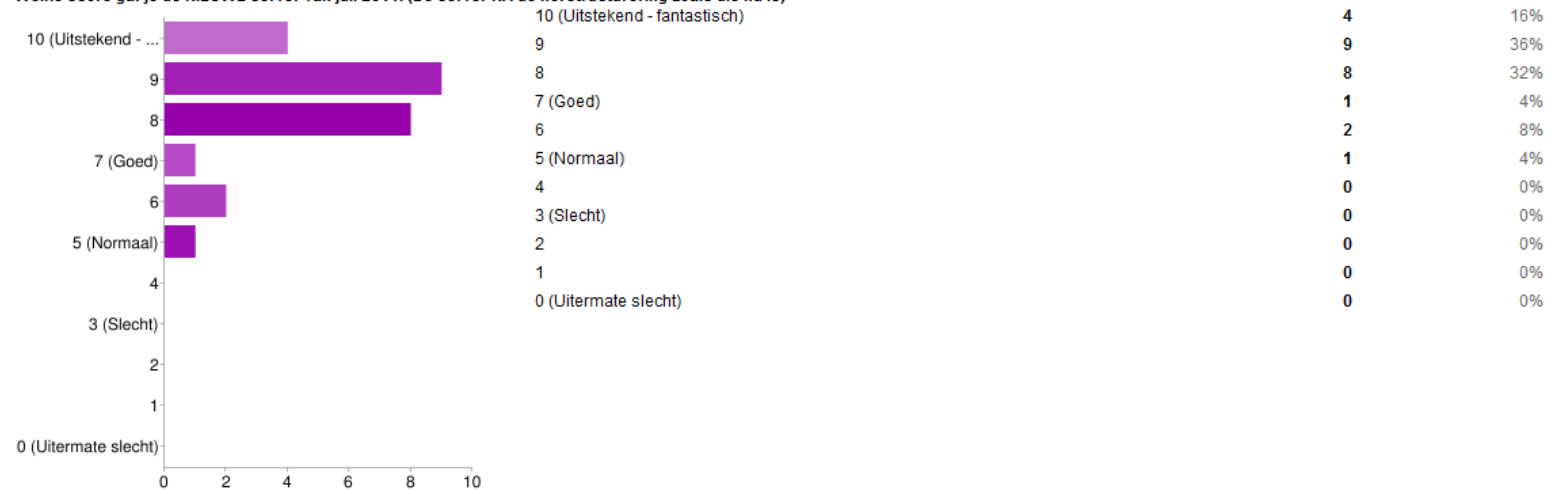 10 (Uitstekend - ...
9
8
7 (Goed)
6
5 (Normaal)
4
3 (Slecht)
2
1
0 (Uitermate slecht)
0 2 4 6 8 10
10 (Uitstekend - fantastisch) 4 16%
9 9 36%
8 8 32%
7 (Goed) 1 4%
6 2 8%
5 (Normaal) 1 4%
4 0 0%
3 (Slecht) 0 0%
2 0 0%
1 0 0%
0 (Uitermate slecht) 0 0%